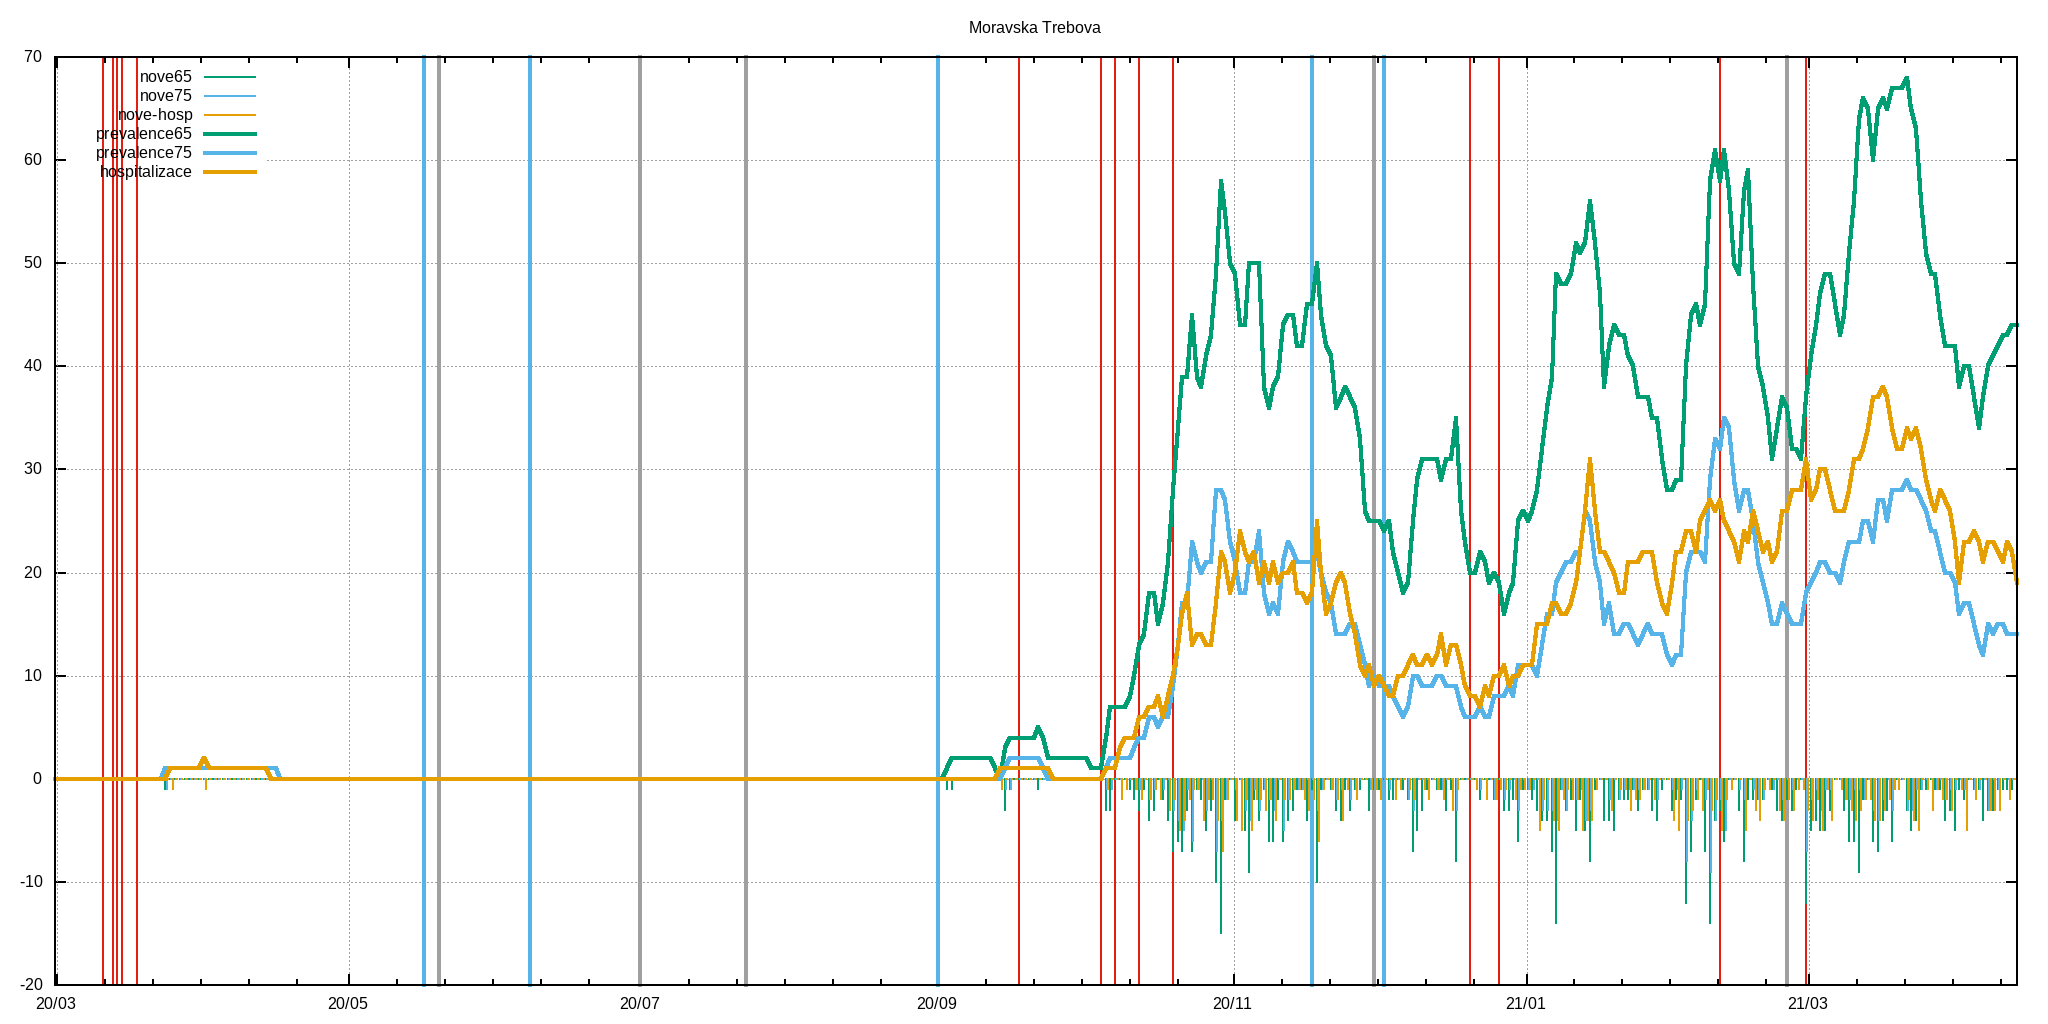 Moravska Trebova
70
60
50
40
30
20
10
0
-10
-20
nove65
nove75
nove-hosp
prevalence65
prevalence75
hospitalizace
20/03 20/05 20/07 20/09 20/11 21/01 21/03